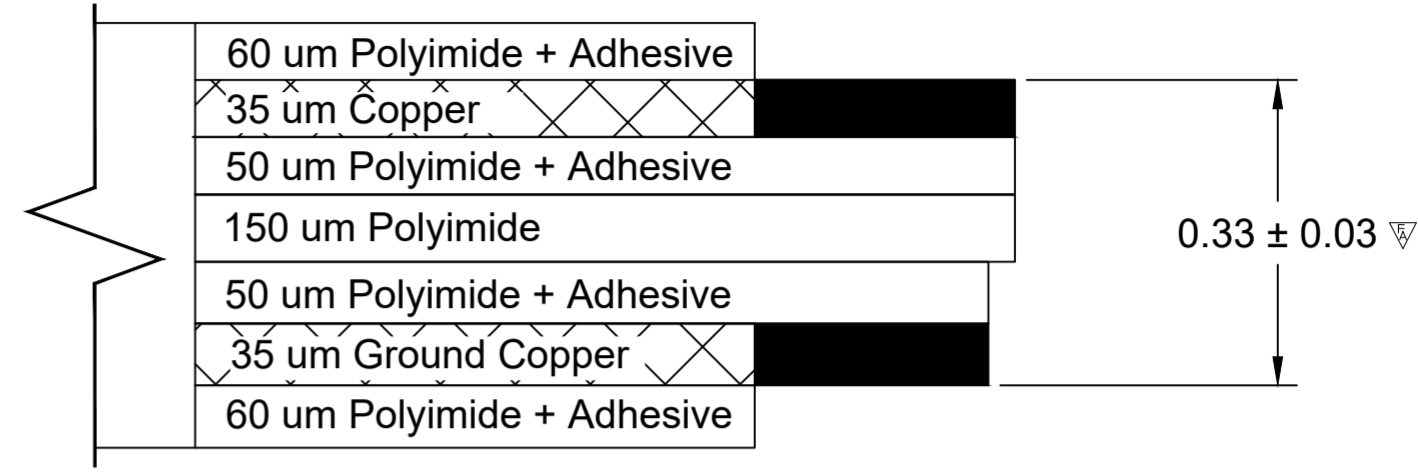 60 um Polyimide + Adhesive
35 um Copper
50 um Polyimide + Adhesive
150 um Polyimide
0.33 ± 0.03
FA
50 um Polyimide + Adhesive
35 um Ground Copper
60 um Polyimide + Adhesive